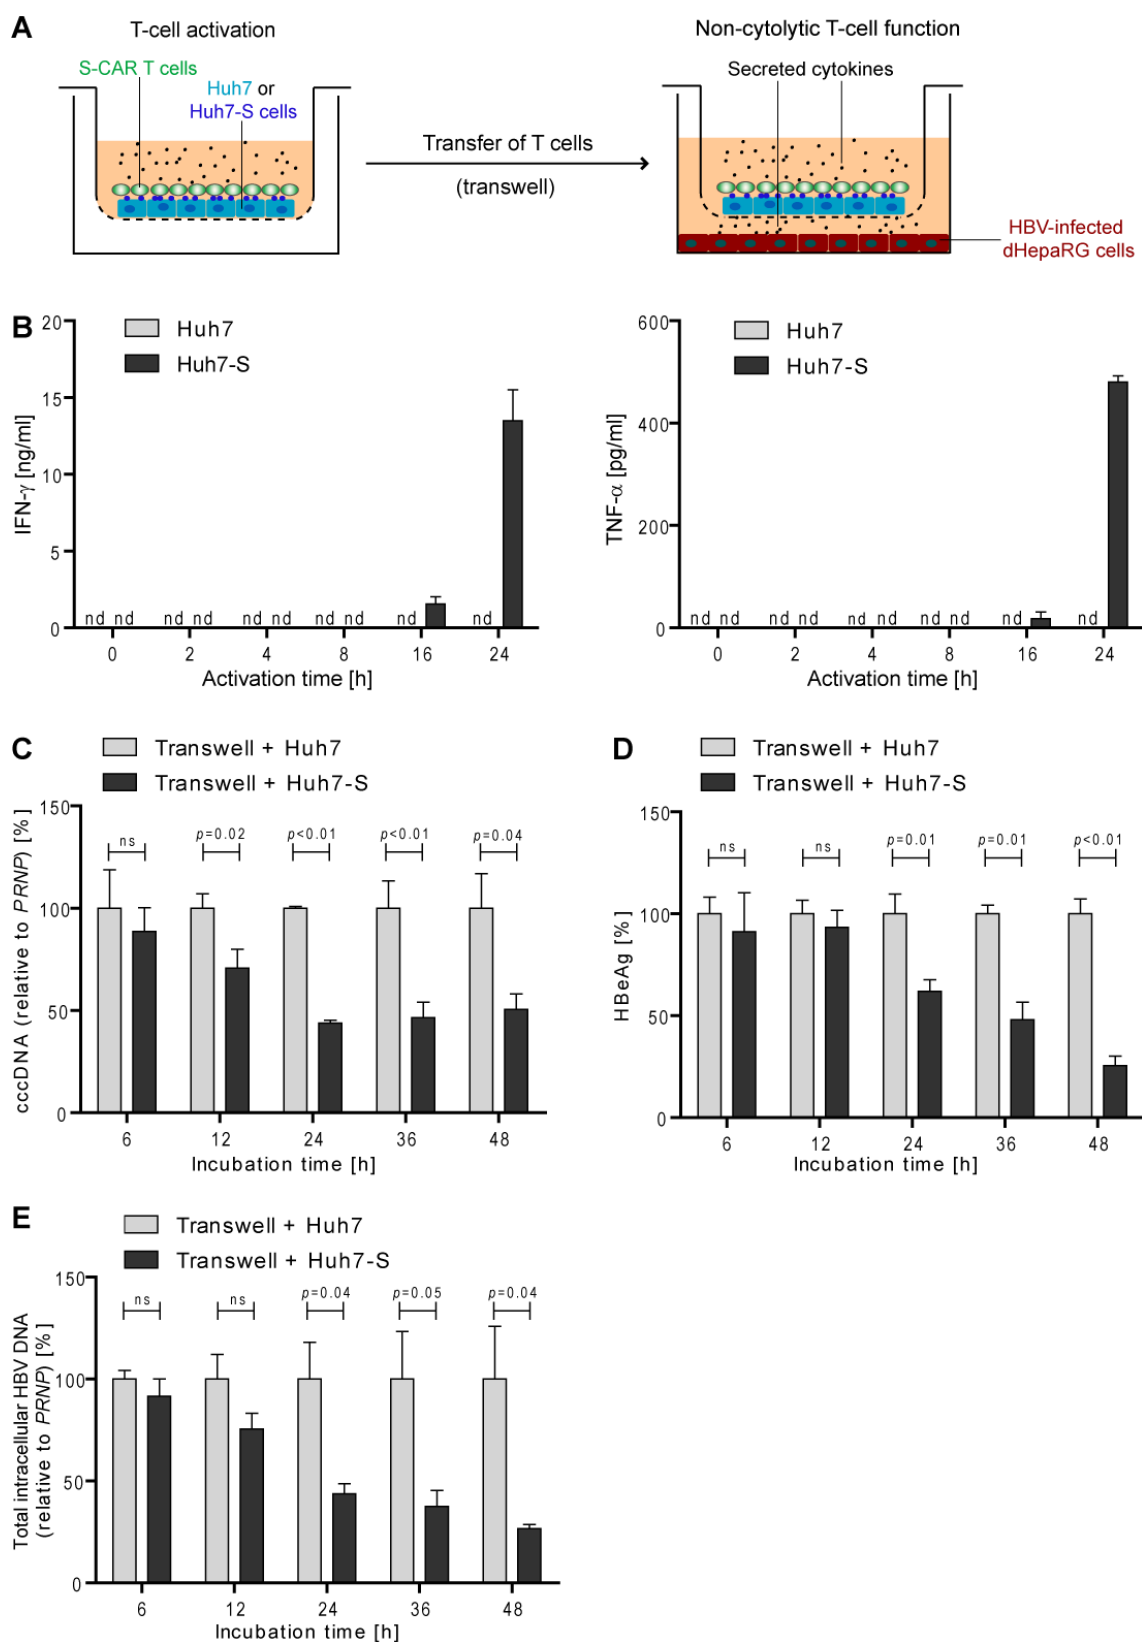 A
T-cell activation
Non-cytolytic T-cell function
S-CAR T cells
Huh7 or
Huh7-S cells
Secreted cytokines
Transfer of T cells
(transwell)
HBV-infected
dHepaRG cells
B
Huh7
Huh7-S
IFN-γ [ng/ml]
20
15
10
5
0
nd nd nd nd nd nd nd nd nd nd
0 2 4 8 16 24
Activation time [h]
Huh7
Huh7-S
TNF-α [pg/ml]
600
400
200
0
nd nd nd nd nd nd nd nd nd nd
0 2 4 8 16 24
Activation time [h]
C
Transwell + Huh7
Transwell + Huh7-S
cccDNA (relative to PRNP) [%]
150
100
50
0
ns p=0.02 p<0.01 p<0.01 p=0.04
6 12 24 36 48
Incubation time [h]
D
Transwell + Huh7
Transwell + Huh7-S
HBeAg [%]
150
100
50
0
ns ns p=0.01 p=0.01 p<0.01
6 12 24 36 48
Incubation time [h]
E
Transwell + Huh7
Transwell + Huh7-S
Total intracellular HBV DNA
(relative to PRNP) [%]
150
100
50
0
ns ns p=0.04 p=0.05 p=0.04
6 12 24 36 48
Incubation time [h]